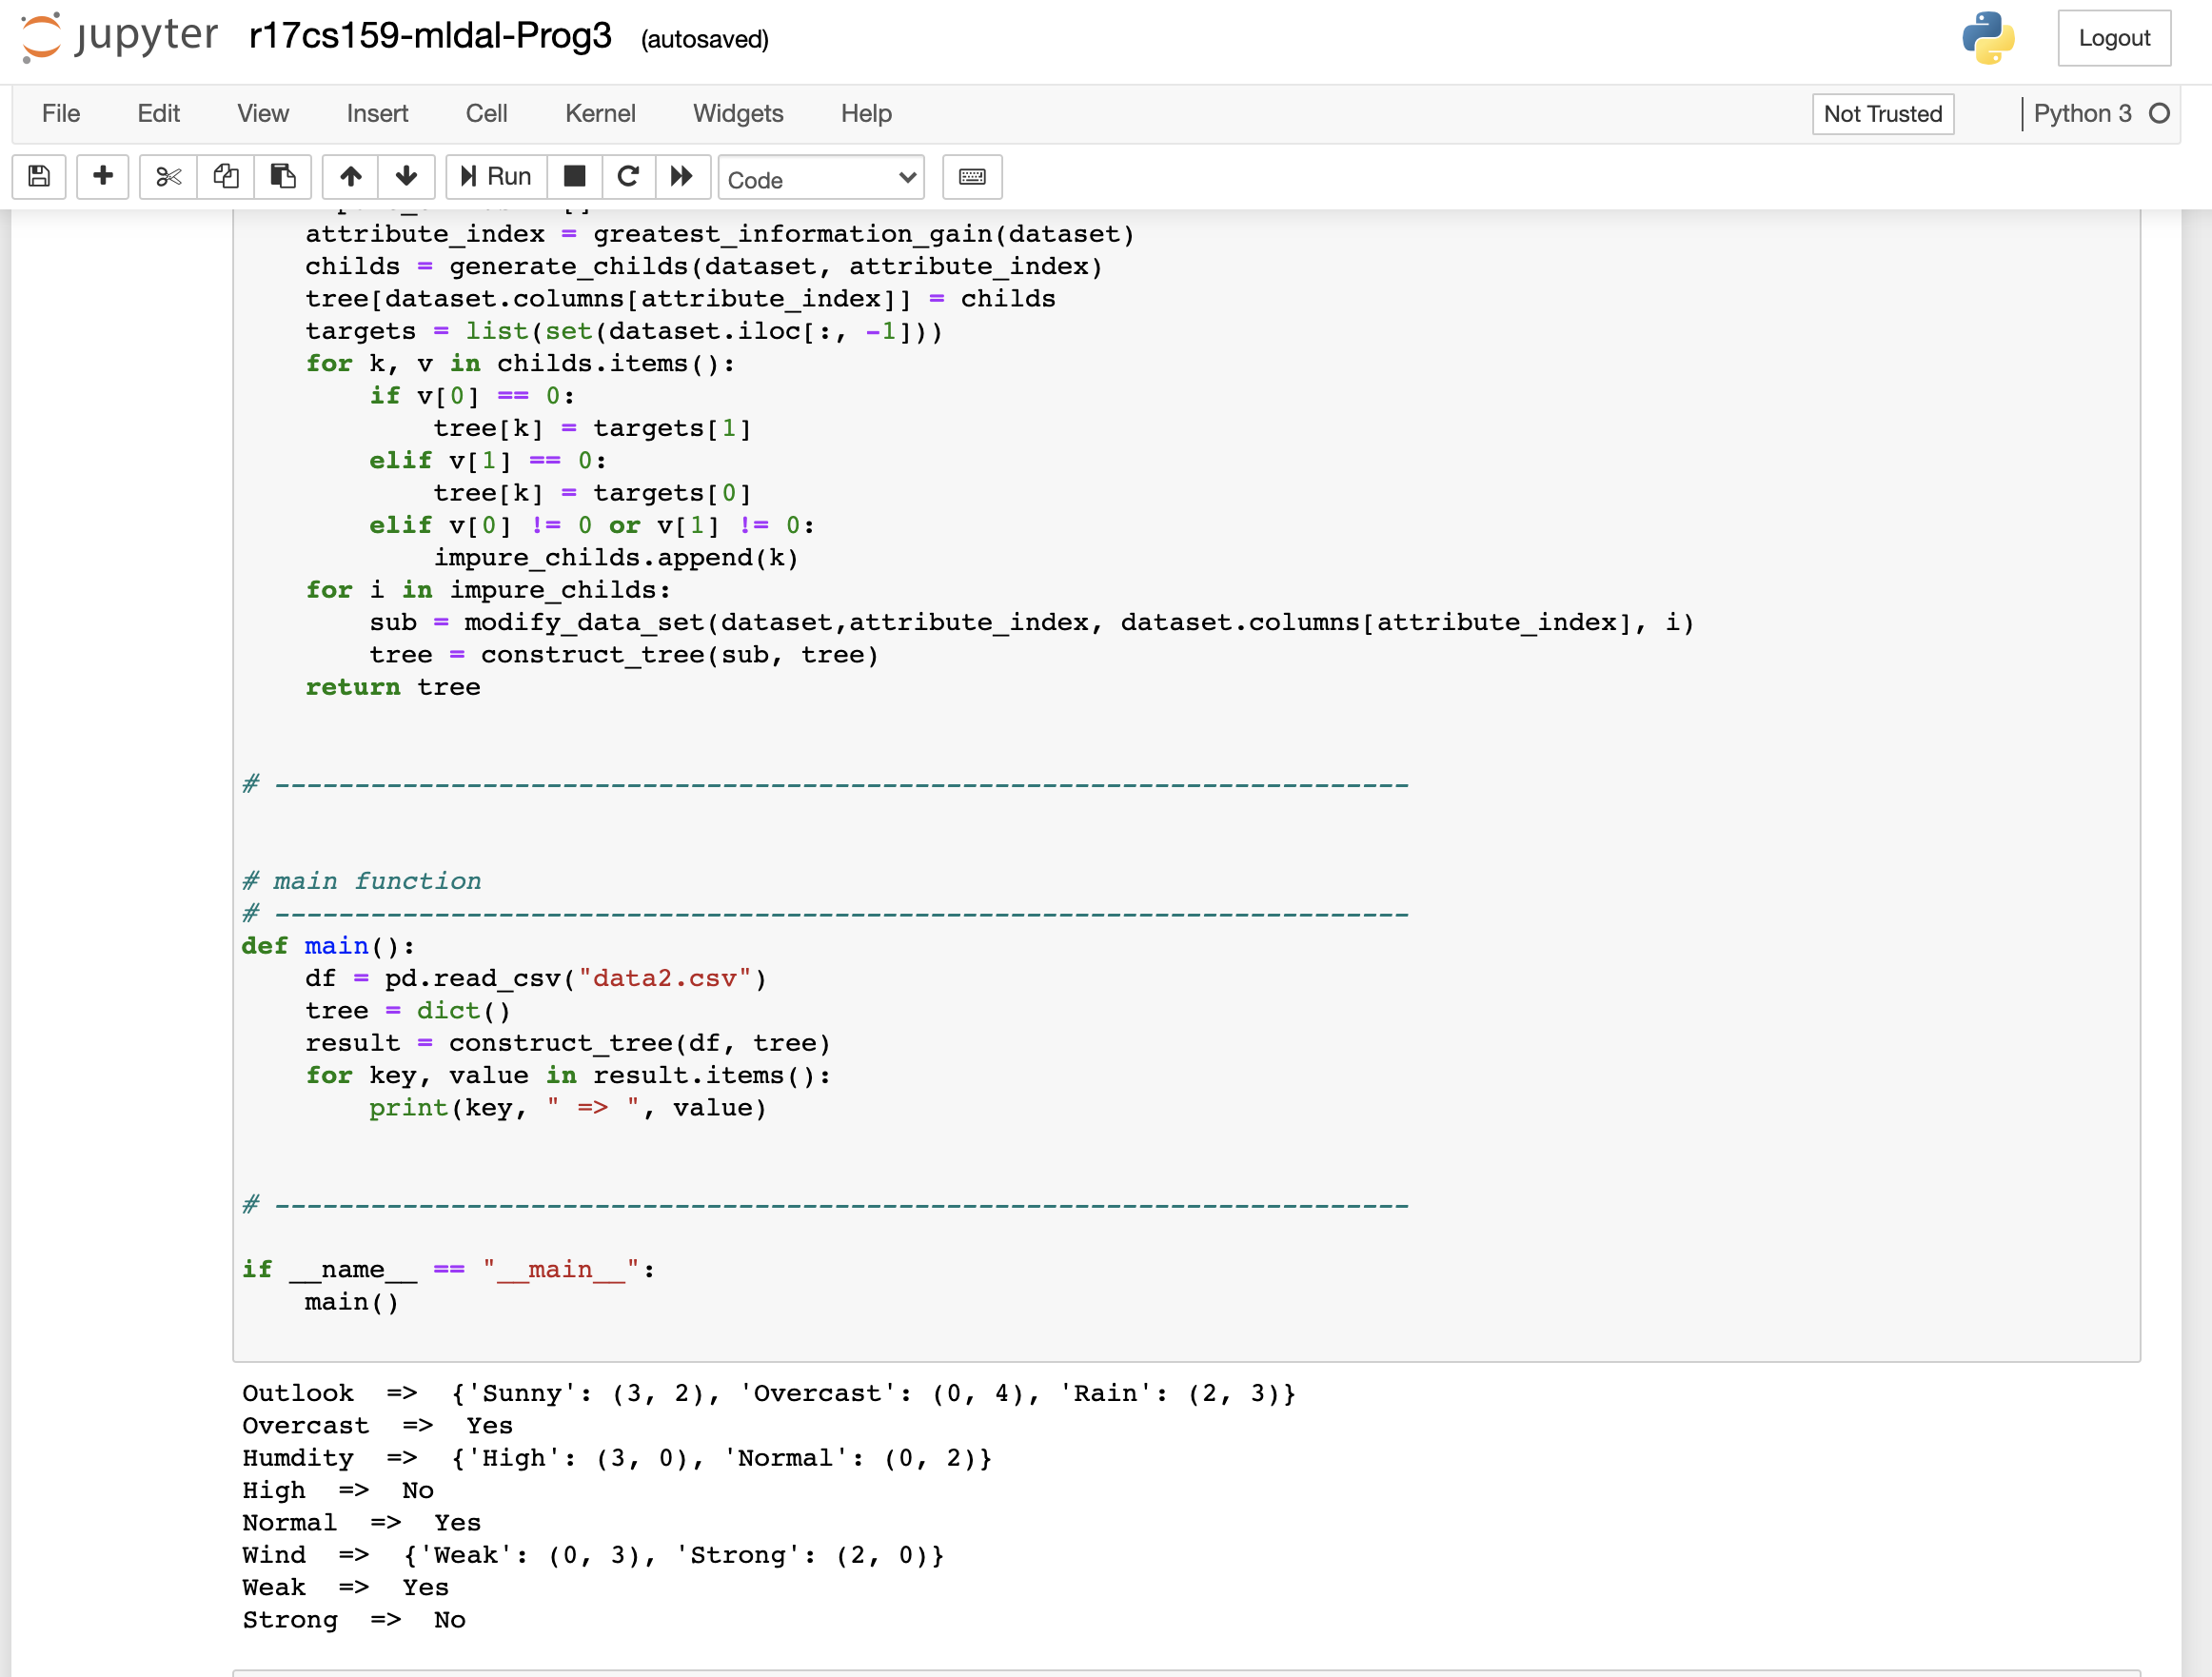 jupyter r17cs159-mldal-Prog3 (autosaved) Logout
File Edit View Insert Cell Kernel Widgets Help Not Trusted Python 3
Run Code
    attribute_index = greatest_information_gain(dataset)
    childs = generate_childs(dataset, attribute_index)
    tree[dataset.columns[attribute_index]] = childs
    targets = list(set(dataset.iloc[:, -1]))
    for k, v in childs.items():
        if v[0] == 0:
            tree[k] = targets[1]
        elif v[1] == 0:
            tree[k] = targets[0]
        elif v[0] != 0 or v[1] != 0:
            impure_childs.append(k)
    for i in impure_childs:
        sub = modify_data_set(dataset,attribute_index, dataset.columns[attribute_index], i)
        tree = construct_tree(sub, tree)
    return tree
# -----------------------------------------------------------------------
# main function
# -----------------------------------------------------------------------
def main():
    df = pd.read_csv("data2.csv")
    tree = dict()
    result = construct_tree(df, tree)
    for key, value in result.items():
        print(key, " => ", value)
# -----------------------------------------------------------------------
if __name__ == "__main__":
    main()
Outlook  =>  {'Sunny': (3, 2), 'Overcast': (0, 4), 'Rain': (2, 3)}
Overcast  =>  Yes
Humdity  =>  {'High': (3, 0), 'Normal': (0, 2)}
High  =>  No
Normal  =>  Yes
Wind  =>  {'Weak': (0, 3), 'Strong': (2, 0)}
Weak  =>  Yes
Strong  =>  No